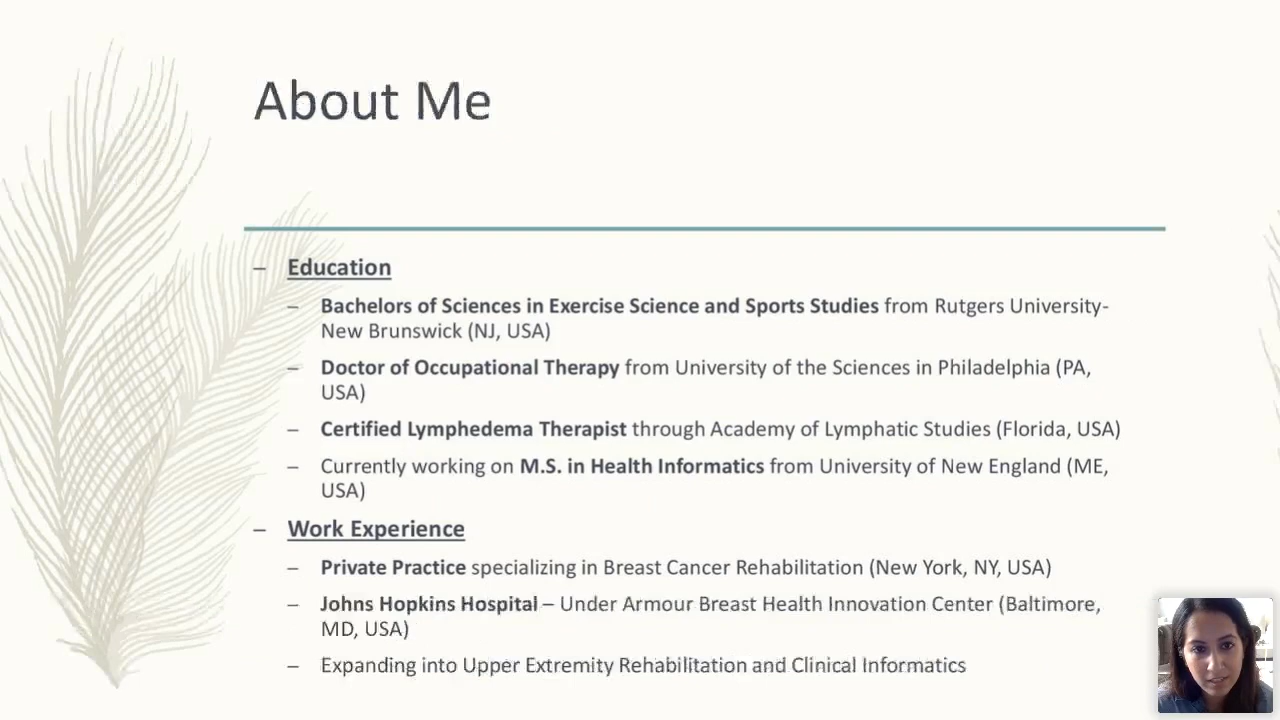 About Me
– Education
– Bachelors of Sciences in Exercise Science and Sports Studies from Rutgers University-
New Brunswick (NJ, USA)
– Doctor of Occupational Therapy from University of the Sciences in Philadelphia (PA,
USA)
– Certified Lymphedema Therapist through Academy of Lymphatic Studies (Florida, USA)
– Currently working on M.S. in Health Informatics from University of New England (ME,
USA)
– Work Experience
– Private Practice specializing in Breast Cancer Rehabilitation (New York, NY, USA)
– Johns Hopkins Hospital – Under Armour Breast Health Innovation Center (Baltimore,
MD, USA)
– Expanding into Upper Extremity Rehabilitation and Clinical Informatics